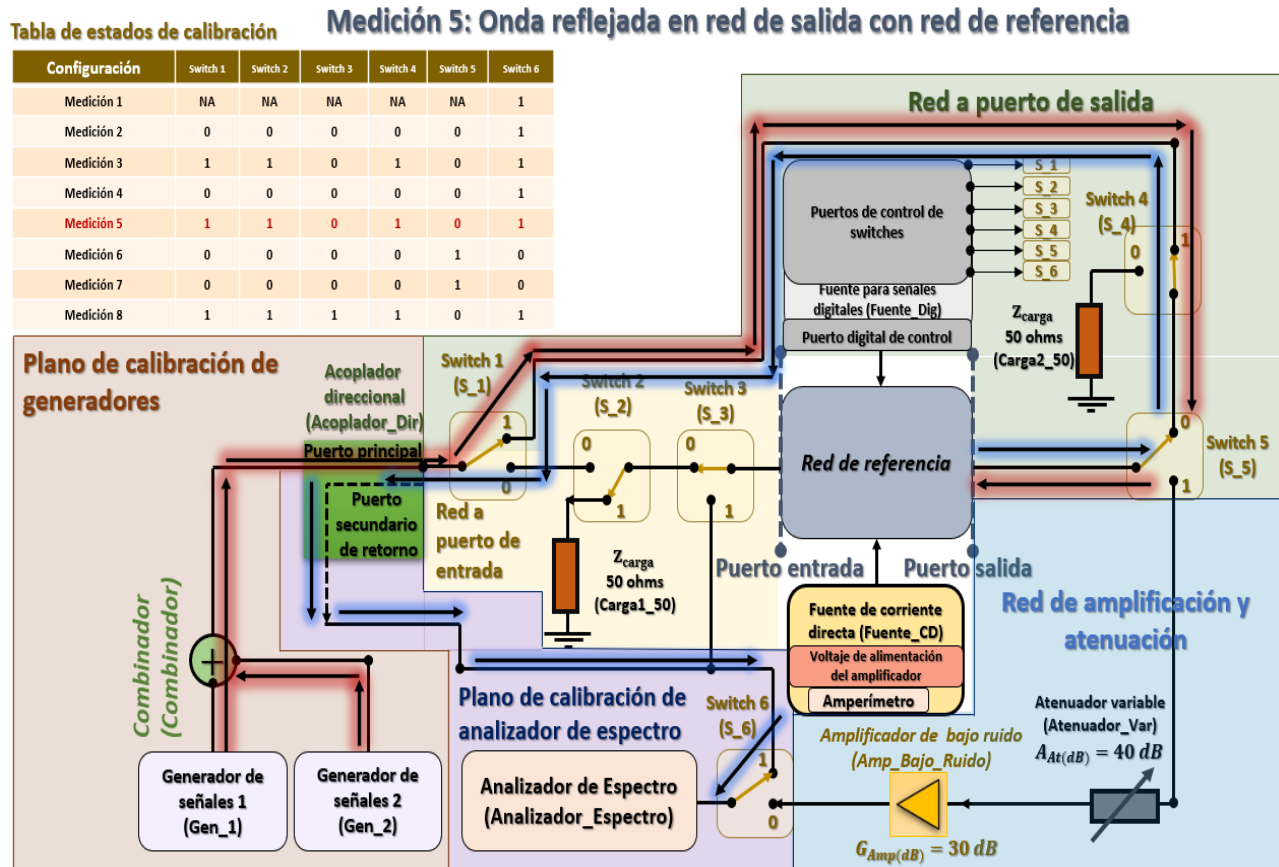 Medición 5: Onda reflejada en red de salida con red de referencia
Tabla de estados de calibración
Configuración Switch 1 Switch 2 Switch 3 Switch 4 Switch 5 Switch 6
Medición 1 NA NA NA NA NA 1
Medición 2 0 0 0 0 0 1
Medición 3 1 1 0 1 0 1
Medición 4 0 0 0 0 0 1
Medición 5 1 1 0 1 0 1
Medición 6 0 0 0 0 1 0
Medición 7 0 0 0 0 1 0
Medición 8 1 1 1 1 0 1
Red a puerto de salida
Puertos de control de
switches
S_1
S_2
S_3
S_4
S_5
S_6
Switch 4
(S_4)
1
0
Fuente para señales
digitales (Fuente_Dig)
Puerto digital de control
Zcarga
50 ohms
(Carga2_50)
Plano de calibración de
generadores
Acoplador
direccional
(Acoplador_Dir)
Puerto principal
Puerto
secundario
de retorno
Switch 1
(S_1)
1
0
Switch 2
(S_2)
0
1
Switch 3
(S_3)
0
1
Red de referencia
0
1
Switch 5
(S_5)
Red a
puerto de
entrada
Zcarga
50 ohms
(Carga1_50)
Puerto entrada
Puerto salida
Fuente de corriente
directa (Fuente_CD)
Voltaje de alimentación
del amplificador
Amperímetro
Red de amplificación y
atenuación
Combinador
(Combinador)
+
Plano de calibración de
analizador de espectro
Switch 6
(S_6)
1
0
Generador de
señales 1
(Gen_1)
Generador de
señales 2
(Gen_2)
Analizador de Espectro
(Analizador_Espectro)
Amplificador de bajo ruido
(Amp_Bajo_Ruido)
G_Amp(dB) = 30 dB
Atenuador variable
(Atenuador_Var)
A_At(dB) = 40 dB